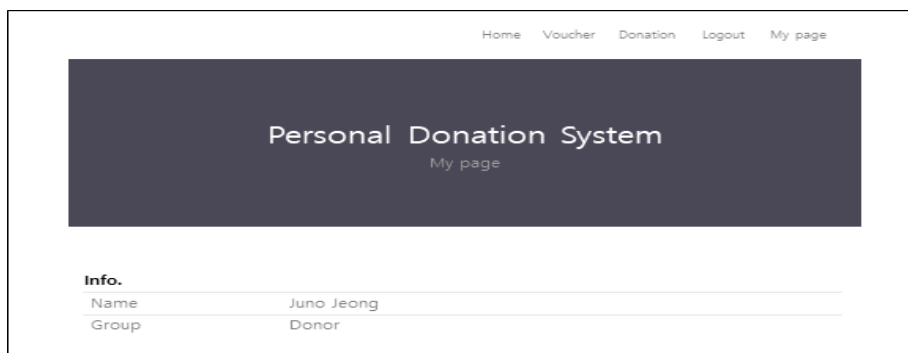 Home Voucher Donation Logout My page
Personal Donation System
My page
Info.
Name Juno Jeong
Group Donor